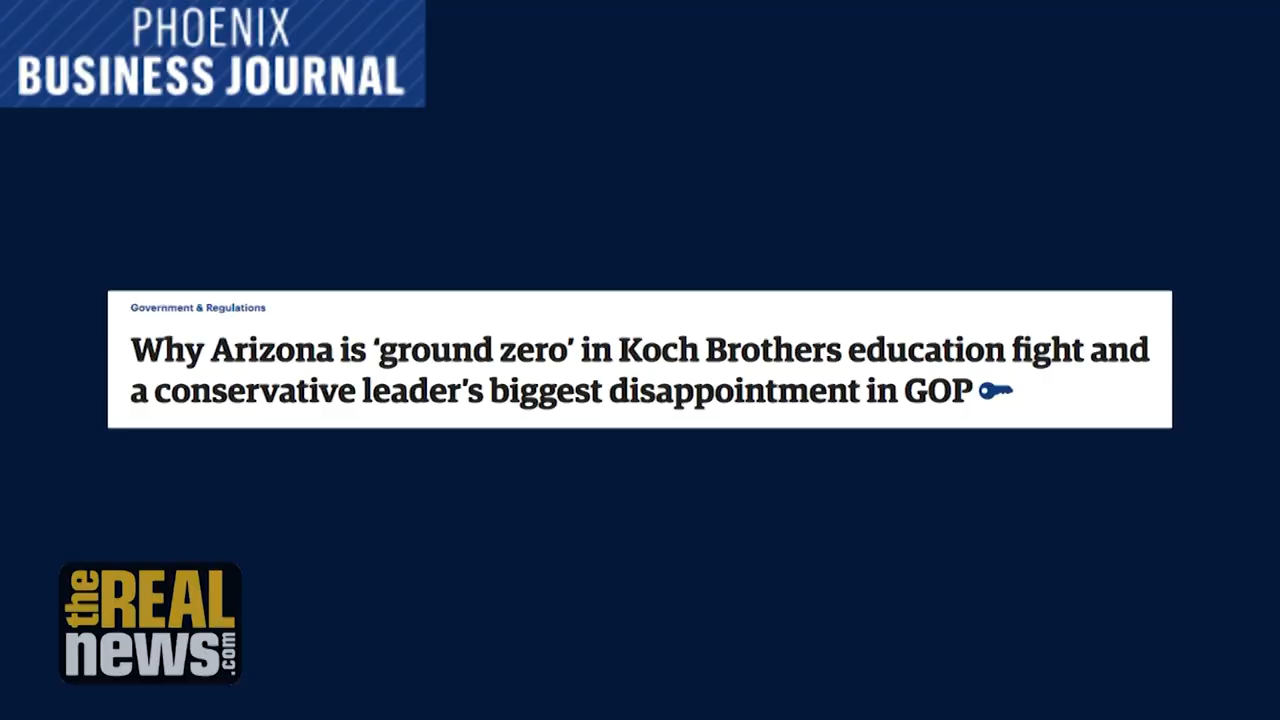 PHOENIX
BUSINESS JOURNAL
Government & Regulations
Why Arizona is ‘ground zero’ in Koch Brothers education fight and
a conservative leader’s biggest disappointment in GOP
the REAL
news.com